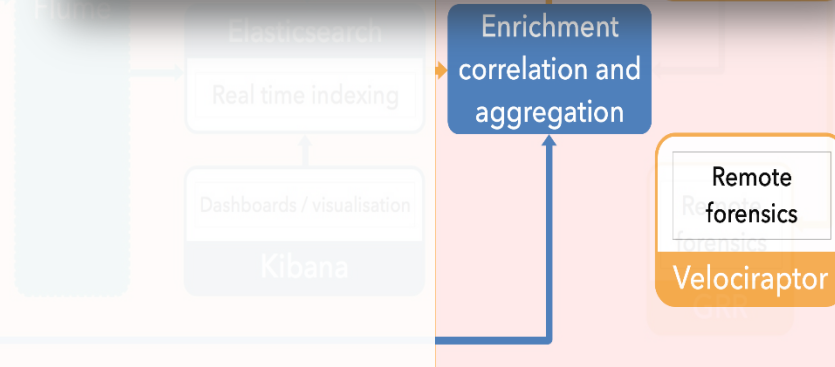 Flume
Elasticsearch
Real time indexing
Dashboards / visualisation
Kibana
Enrichment
correlation and
aggregation
Remote
forensics
Velociraptor
Remote
forensics
GRR